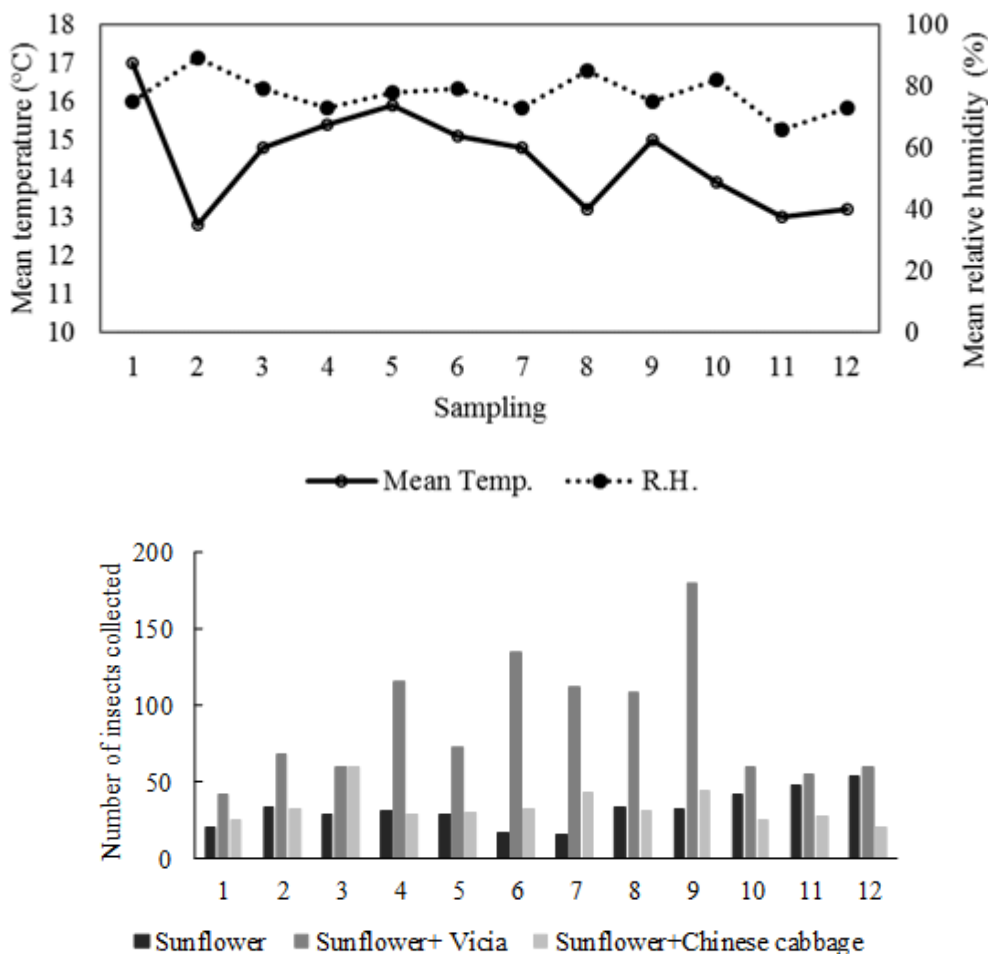 Mean temperature (°C)
18
17
16
15
14
13
12
11
10
100
80
60
40
20
0
Mean relative humidity (%)
1 2 3 4 5 6 7 8 9 10 11 12
Sampling
Mean Temp. R.H.
Number of insects collected
200
150
100
50
0
1 2 3 4 5 6 7 8 9 10 11 12
Sunflower Sunflower+ Vicia Sunflower+Chinese cabbage